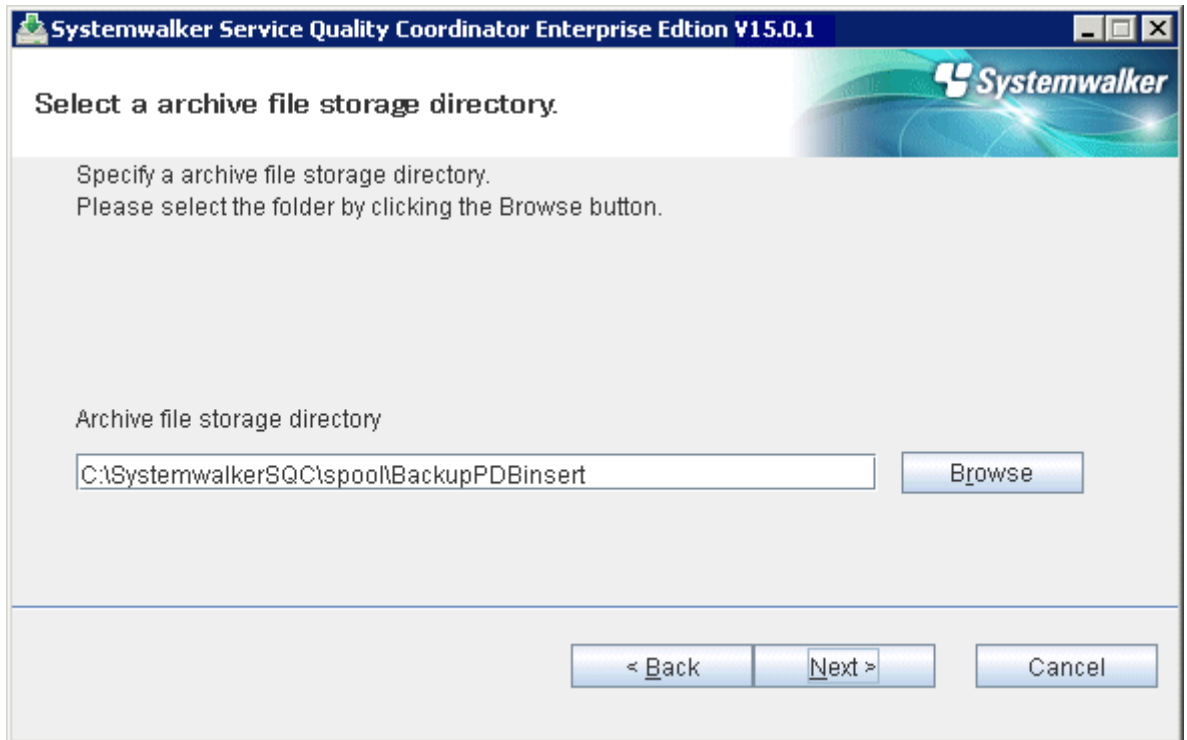 Systemwalker Service Quality Coordinator Enterprise Edtion V15.0.1
Systemwalker
Select a archive file storage directory.
Specify a archive file storage directory.
Please select the folder by clicking the Browse button.
Archive file storage directory
C:\SystemwalkerSQC\spool\BackupPDBinsert
Browse
< Back
Next >
Cancel